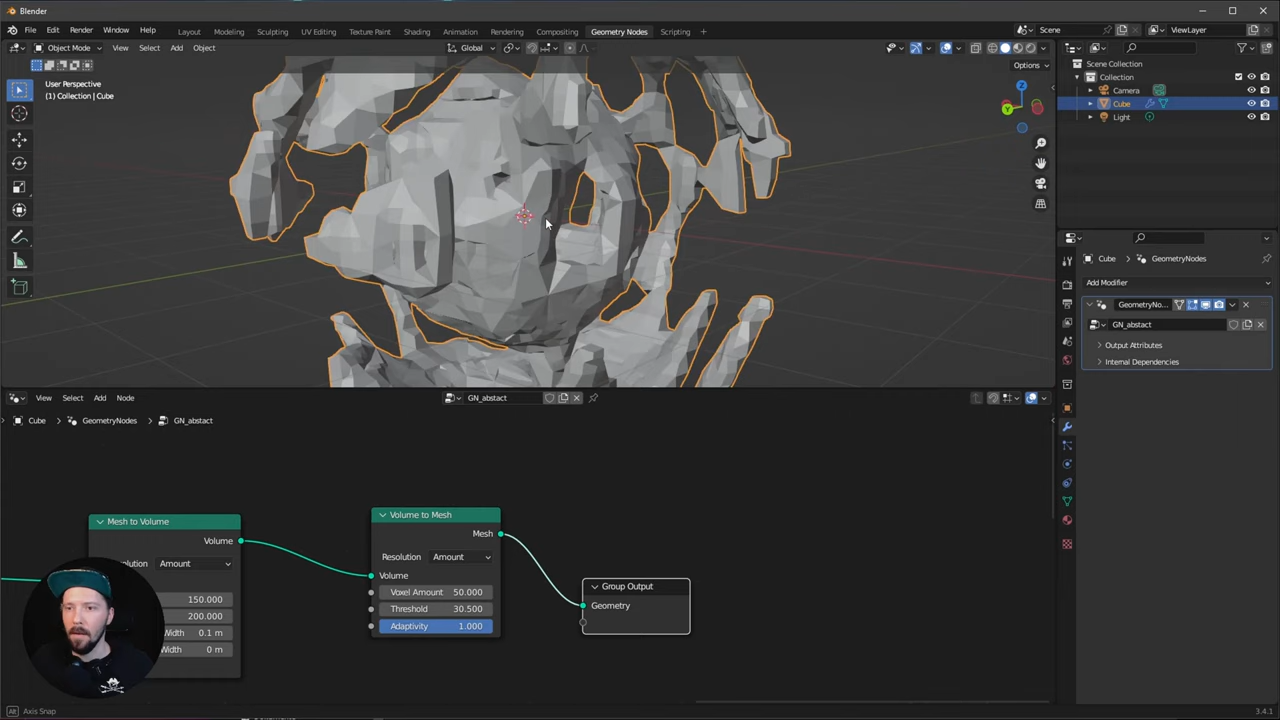 Blender
File Edit Render Window Help Layout Modeling Sculpting UV Editing Texture Paint Shading Animation Rendering Compositing Geometry Nodes Scripting + Scene ViewLayer
Object Mode View Select Add Object Global
Options
User Perspective
(1) Collection | Cube
Z
Y
Scene Collection
Collection
Camera
Cube
Light
Cube > GeometryNodes
Add Modifier
GeometryNo...
GN_abstact
Output Attributes
Internal Dependencies
View Select Add Node GN_abstact
Cube > GeometryNodes > GN_abstact
Mesh to Volume
Volume
Amount
150.000
200.000
Width 0.1 m
Width 0 m
Volume to Mesh
Mesh
Resolution Amount
Volume
Voxel Amount 50.000
Threshold 30.500
Adaptivity 1.000
Group Output
Geometry
Alt Axis Snap
3.4.1